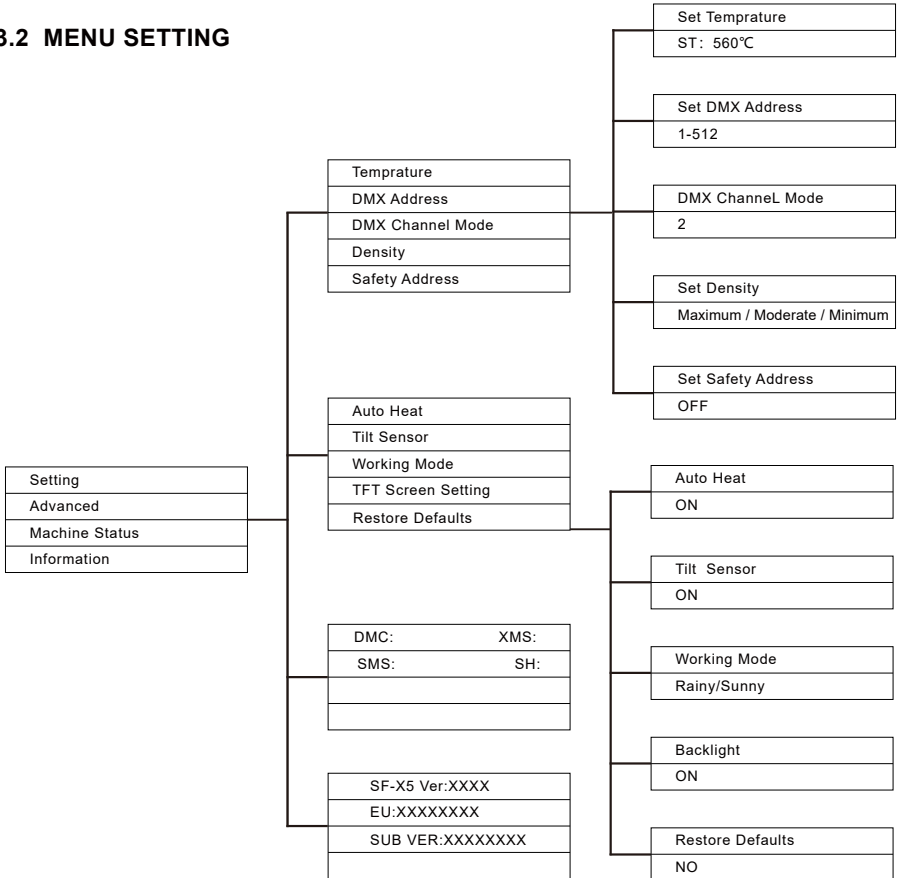 3.2 MENU SETTING
Setting
Advanced
Machine Status
Information
Temprature
DMX Address
DMX Channel Mode
Density
Safety Address
Auto Heat
Tilt Sensor
Working Mode
TFT Screen Setting
Restore Defaults
DMC: XMS:
SMS: SH:
SF-X5 Ver:XXXX
EU:XXXXXXXX
SUB VER:XXXXXXXX
Set Temprature
ST: 560℃
Set DMX Address
1-512
DMX ChanneL Mode
2
Set Density
Maximum / Moderate / Minimum
Set Safety Address
OFF
Auto Heat
ON
Tilt Sensor
ON
Working Mode
Rainy/Sunny
Backlight
ON
Restore Defaults
NO